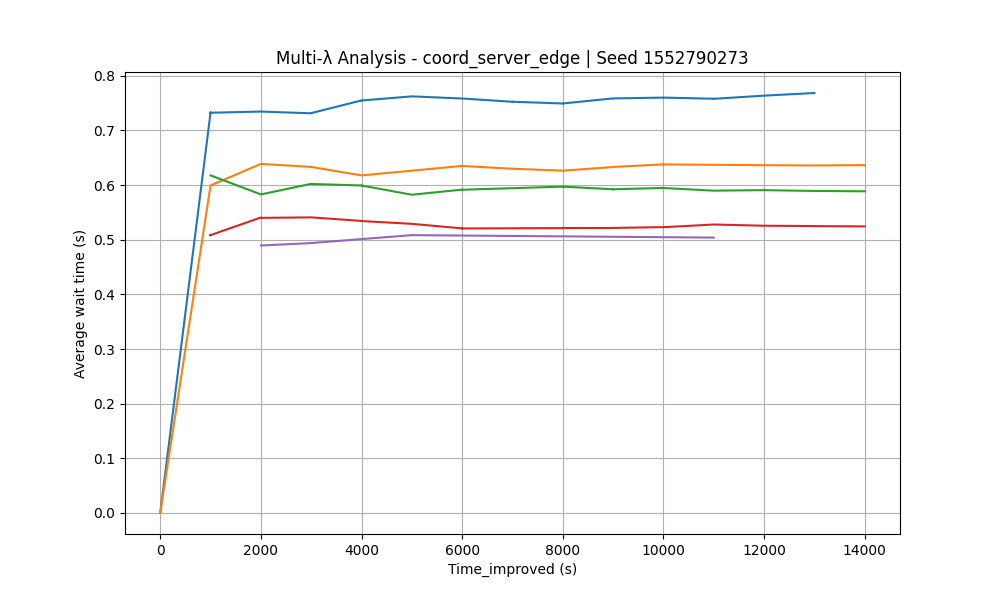 Multi-λ Analysis - coord_server_edge | Seed 1552790273
0.8
0.7
0.6
0.5
0.4
0.3
0.2
0.1
0.0
Average wait time (s)
0 2000 4000 6000 8000 10000 12000 14000
Time_improved (s)